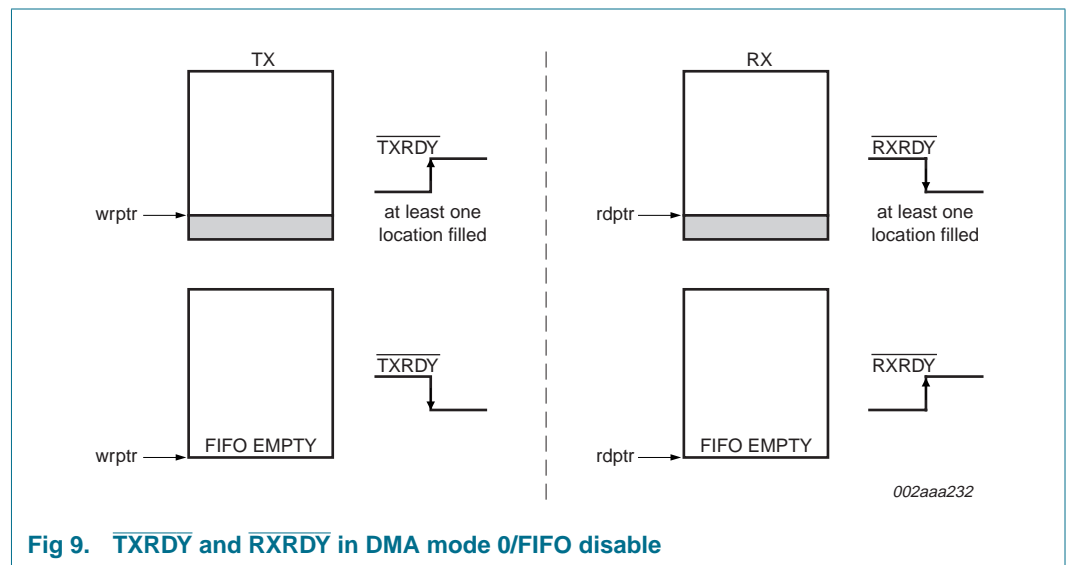 TX
TXRDY
wrptr
at least one
location filled
TXRDY
FIFO EMPTY
wrptr
RX
RXRDY
rdptr
at least one
location filled
RXRDY
FIFO EMPTY
rdptr
002aaa232
Fig 9. TXRDY and RXRDY in DMA mode 0/FIFO disable